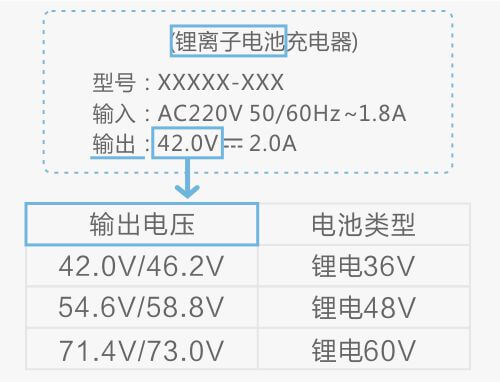 (锂离子电池充电器)
型号：XXXXX-XXX
输入：AC220V 50/60Hz~1.8A
输出：42.0V⎓2.0A
输出电压 电池类型
42.0V/46.2V 锂电36V
54.6V/58.8V 锂电48V
71.4V/73.0V 锂电60V